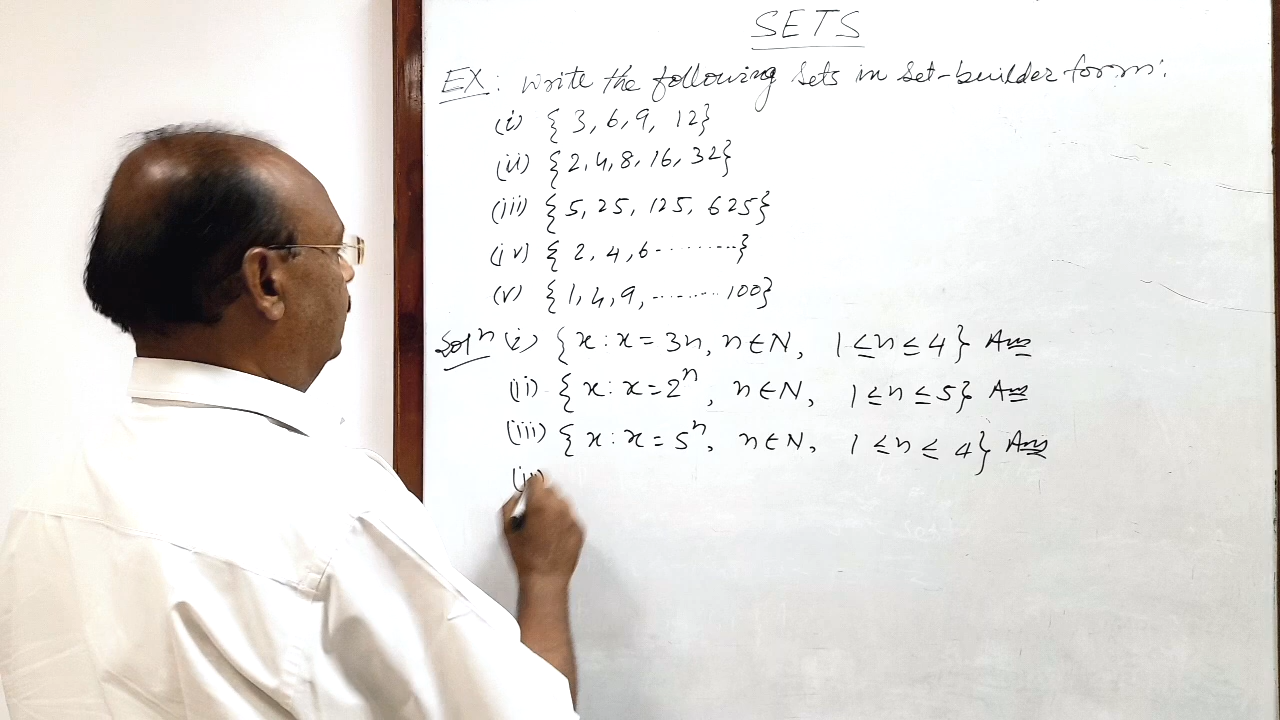 SETS
EX: Write the following sets in set-builder form:
(i) { 3, 6, 9, 12}
(ii) { 2, 4, 8, 16, 32}
(iii) { 5, 25, 125, 625}
(iv) { 2, 4, 6 ---------}
(v) { 1, 4, 9, -------- 100}
Solⁿ (i) { x : x = 3n, n ∈ N, 1 ≤ n ≤ 4} Ans
(ii) { x : x = 2ⁿ, n ∈ N, 1 ≤ n ≤ 5} Ans
(iii) { x : x = 5ⁿ, n ∈ N, 1 ≤ n ≤ 4} Ans